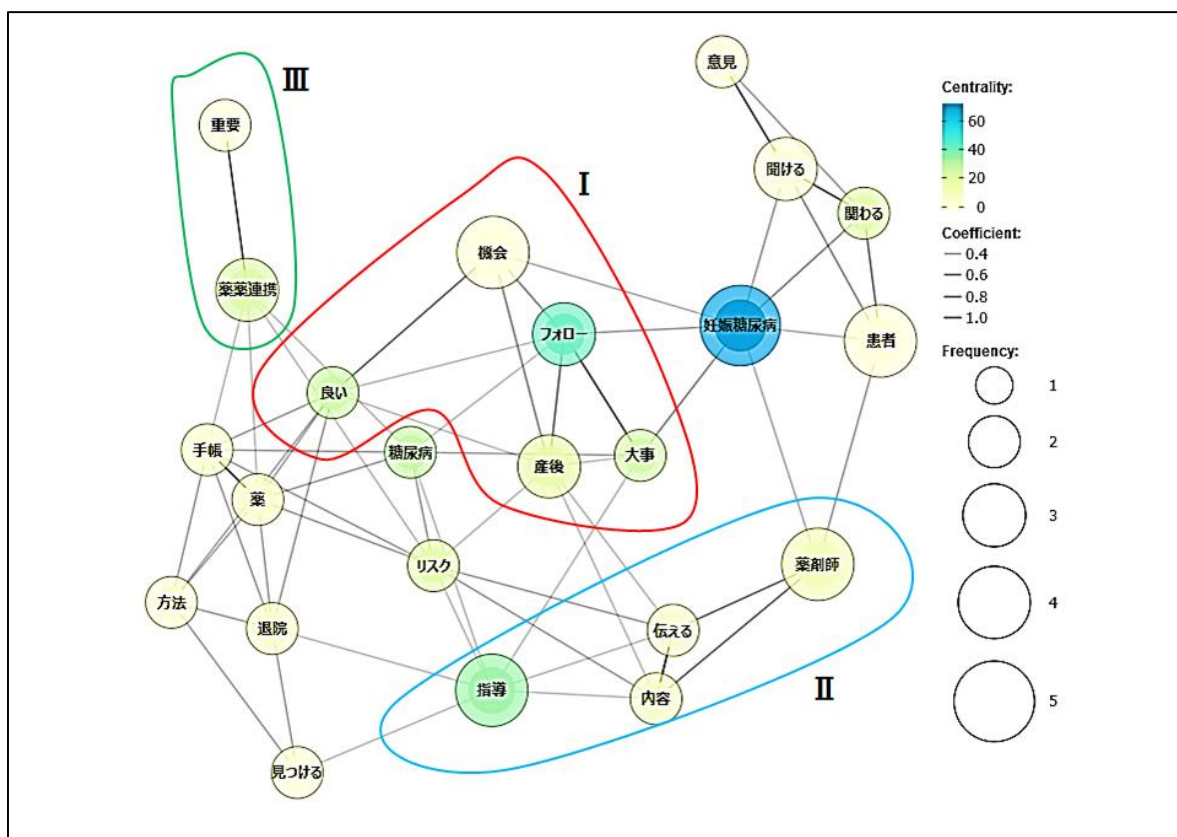 意見
重要
Ⅲ
聞ける
Ⅰ
関わる
機会
薬薬連携
妊娠糖尿病
フォロー
患者
良い
手帳
糖尿病
産後
大事
薬
リスク
薬剤師
方法
退院
伝える
指導
内容
Ⅱ
見つける
Centrality:
60
40
20
0
Coefficient:
0.4
0.6
0.8
1.0
Frequency:
1
2
3
4
5